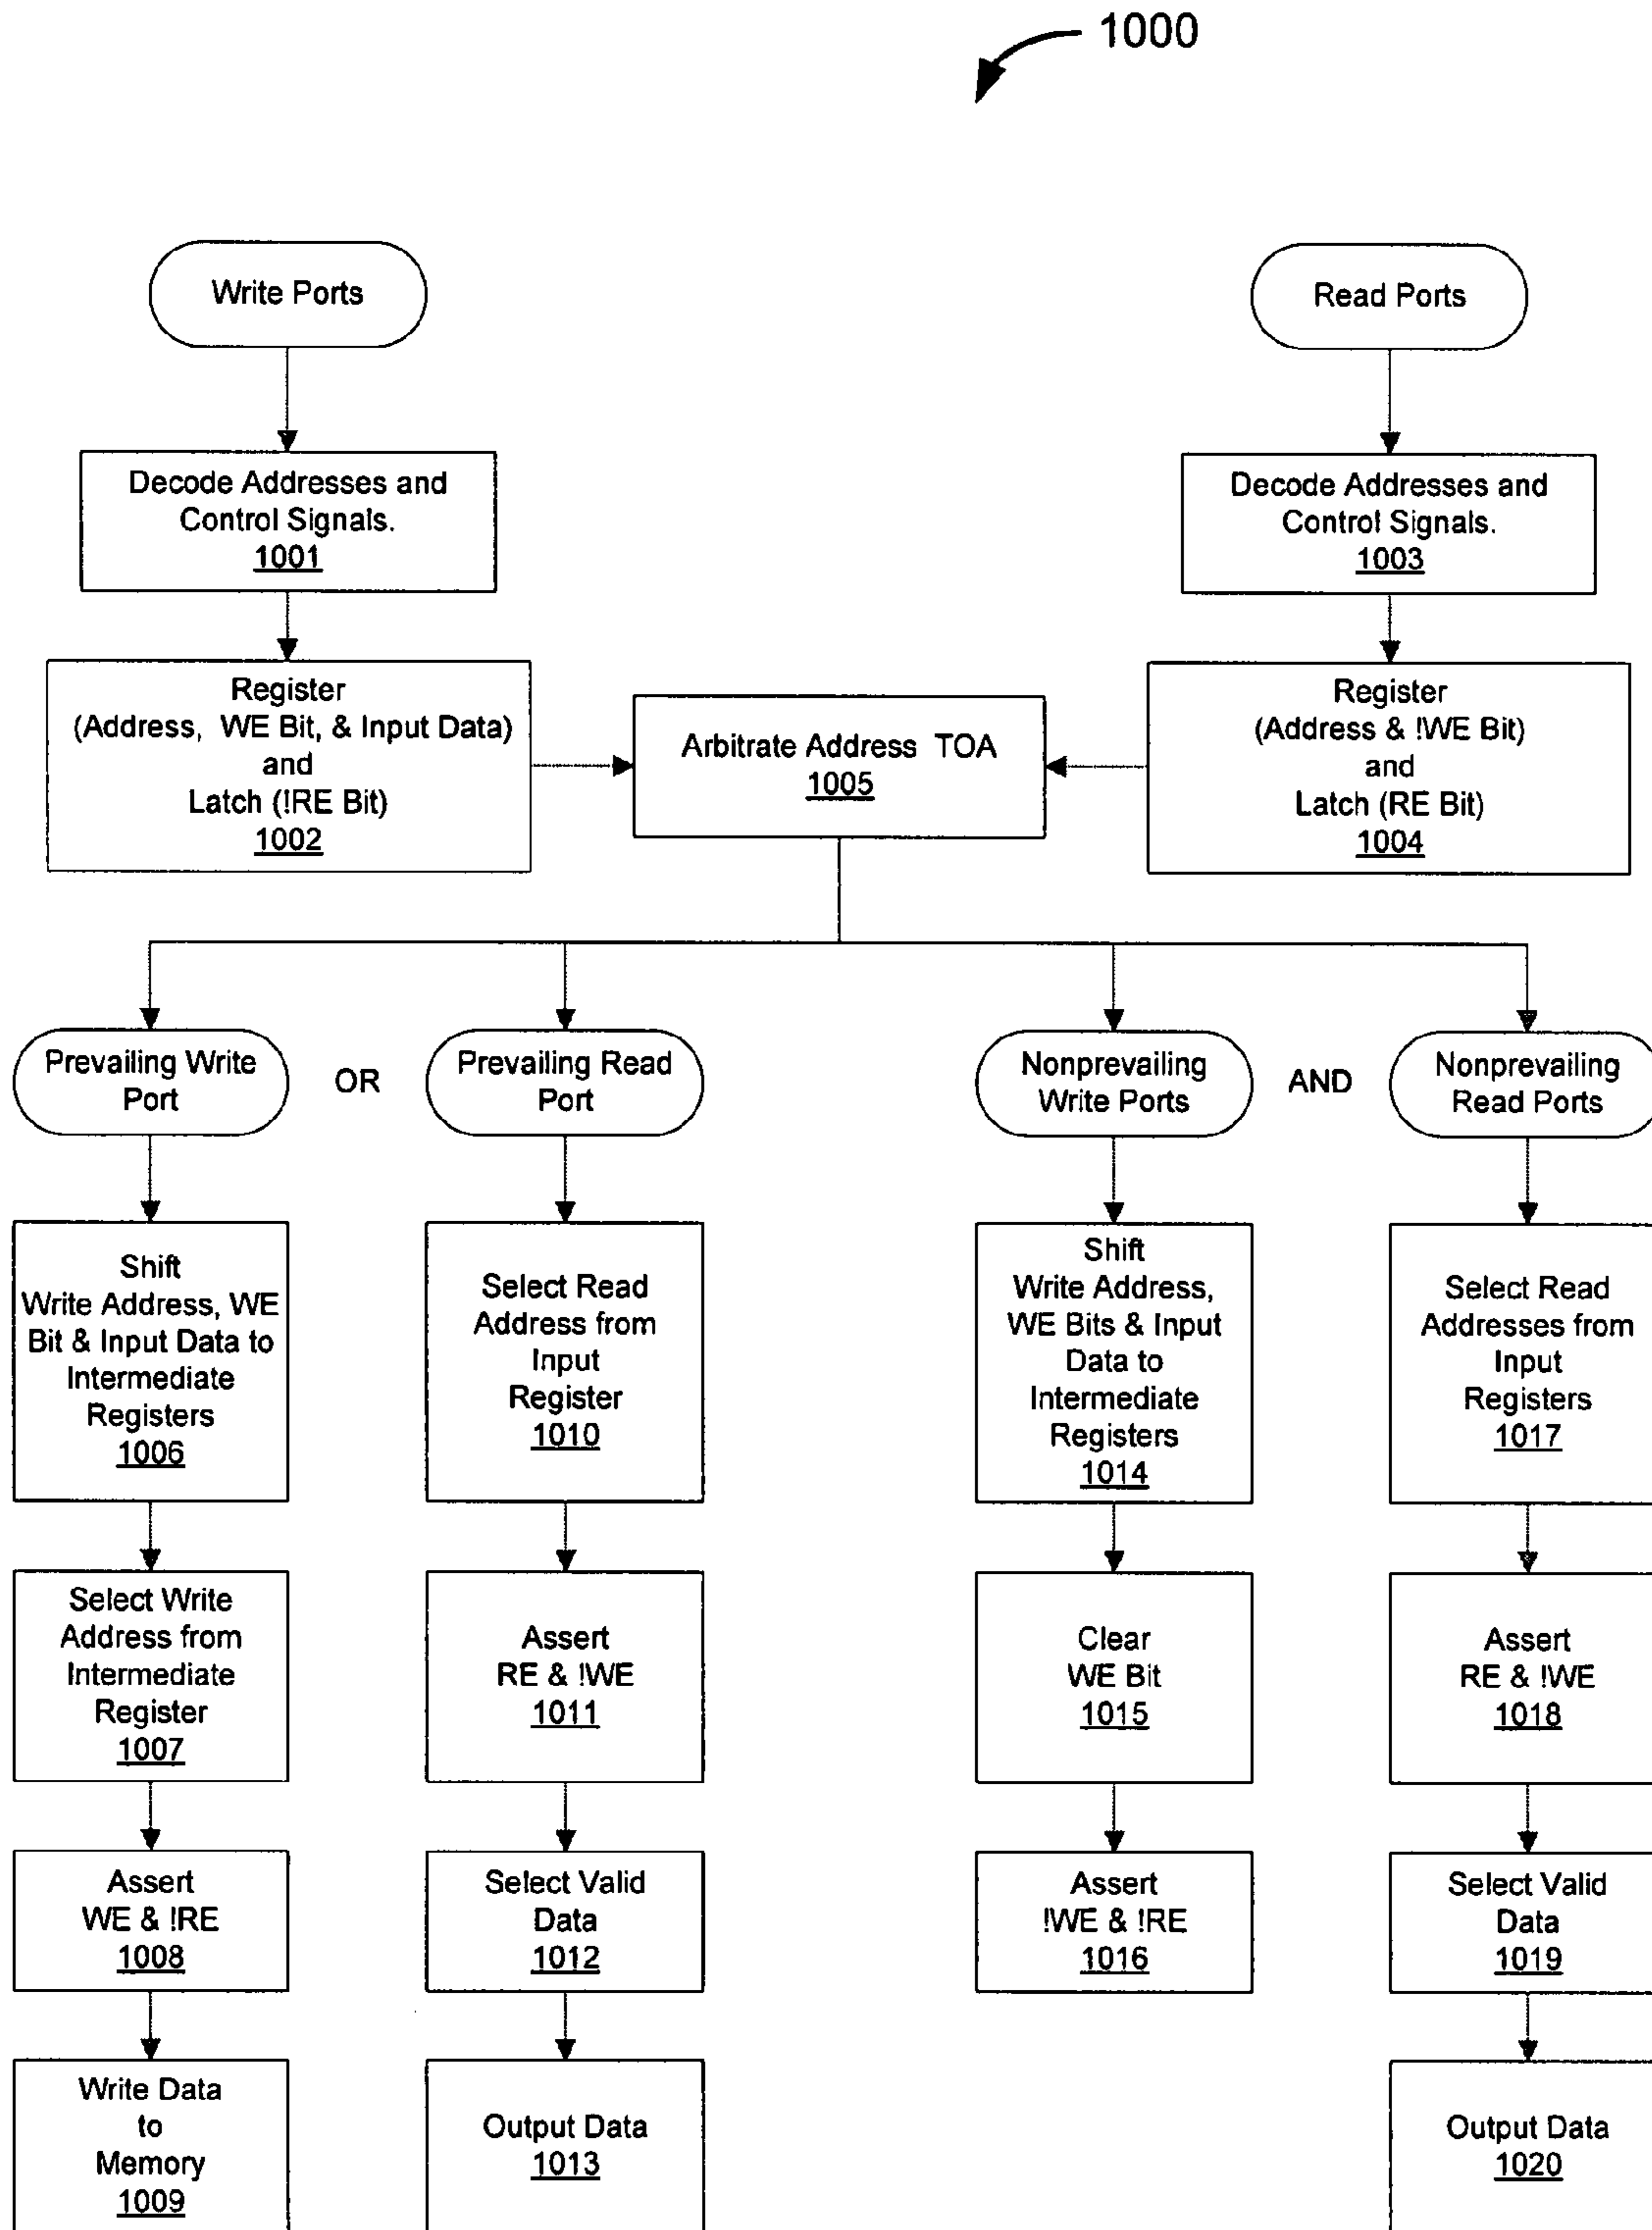 1000
Write Ports
Read Ports
Decode Addresses and
Control Signals.
1001
Decode Addresses and
Control Signals.
1003
Register
(Address, WE Bit, & Input Data)
and
Latch (!RE Bit)
1002
Arbitrate Address TOA
1005
Register
(Address & !WE Bit)
and
Latch (RE Bit)
1004
Prevailing Write
Port
OR
Prevailing Read
Port
Nonprevailing
Write Ports
AND
Nonprevailing
Read Ports
Shift
Write Address, WE
Bit & Input Data to
Intermediate
Registers
1006
Select Read
Address from
Input
Register
1010
Shift
Write Address,
WE Bits & Input
Data to
Intermediate
Registers
1014
Select Read
Addresses from
Input
Registers
1017
Select Write
Address from
Intermediate
Register
1007
Assert
RE & !WE
1011
Clear
WE Bit
1015
Assert
RE & !WE
1018
Assert
WE & !RE
1008
Select Valid
Data
1012
Assert
!WE & !RE
1016
Select Valid
Data
1019
Write Data
to
Memory
1009
Output Data
1013
Output Data
1020